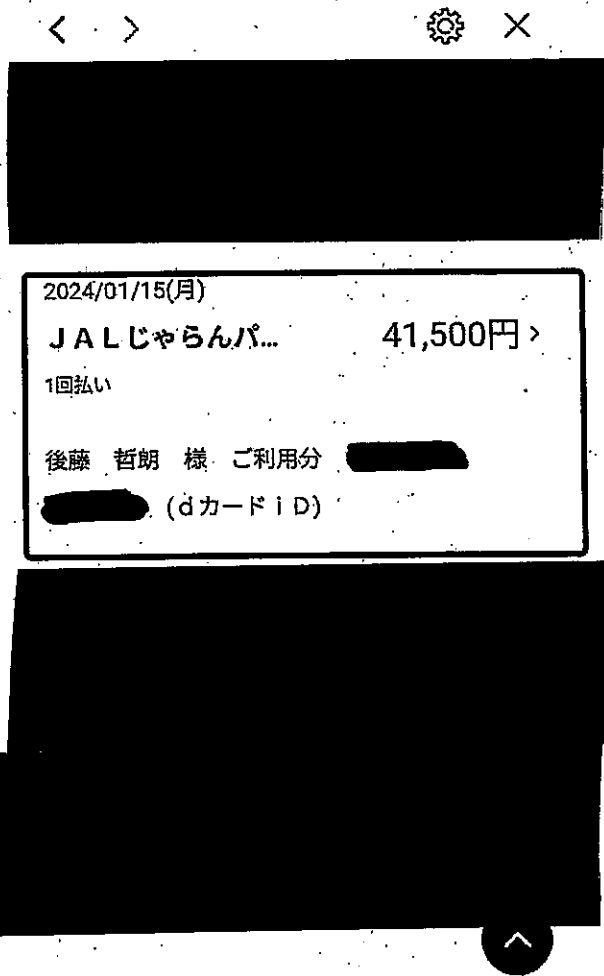 2024/01/15(月)
JALじゃらんパ... 41,500円
1回払い
後藤 哲朗 様 ご利用分
(dカードiD)